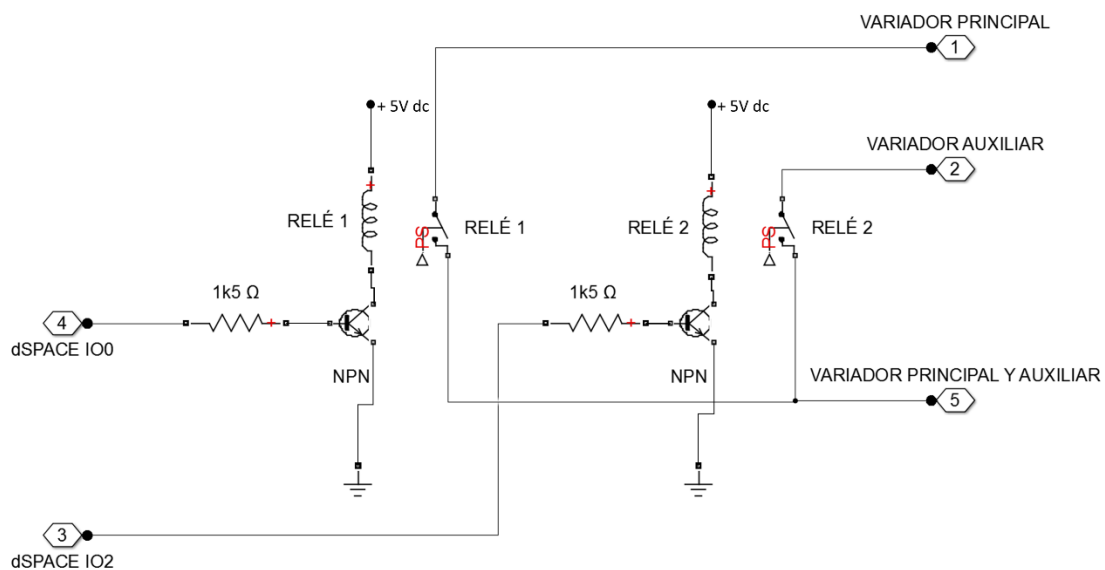 VARIADOR PRINCIPAL
1
+ 5V dc
+ 5V dc
VARIADOR AUXILIAR
2
RELÉ 1
PS
RELÉ 1
RELÉ 2
PS
RELÉ 2
1k5 Ω
1k5 Ω
4
dSPACE IO0
NPN
NPN
VARIADOR PRINCIPAL Y AUXILIAR
5
3
dSPACE IO2